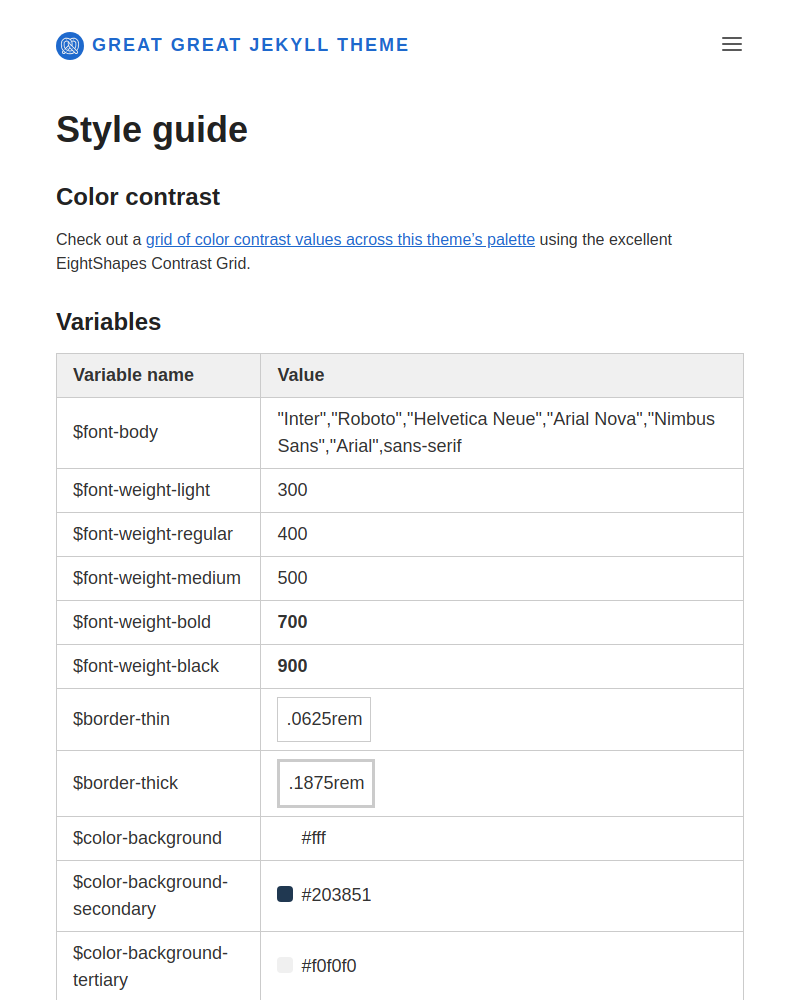 GREAT GREAT JEKYLL THEME
Style guide
Color contrast
Check out a grid of color contrast values across this theme’s palette using the excellent
EightShapes Contrast Grid.
Variables
Variable name Value
$font-body "Inter","Roboto","Helvetica Neue","Arial Nova","Nimbus
Sans","Arial",sans-serif
$font-weight-light 300
$font-weight-regular 400
$font-weight-medium 500
$font-weight-bold 700
$font-weight-black 900
$border-thin .0625rem
$border-thick .1875rem
$color-background #fff
$color-background-
secondary #203851
$color-background-
tertiary #f0f0f0